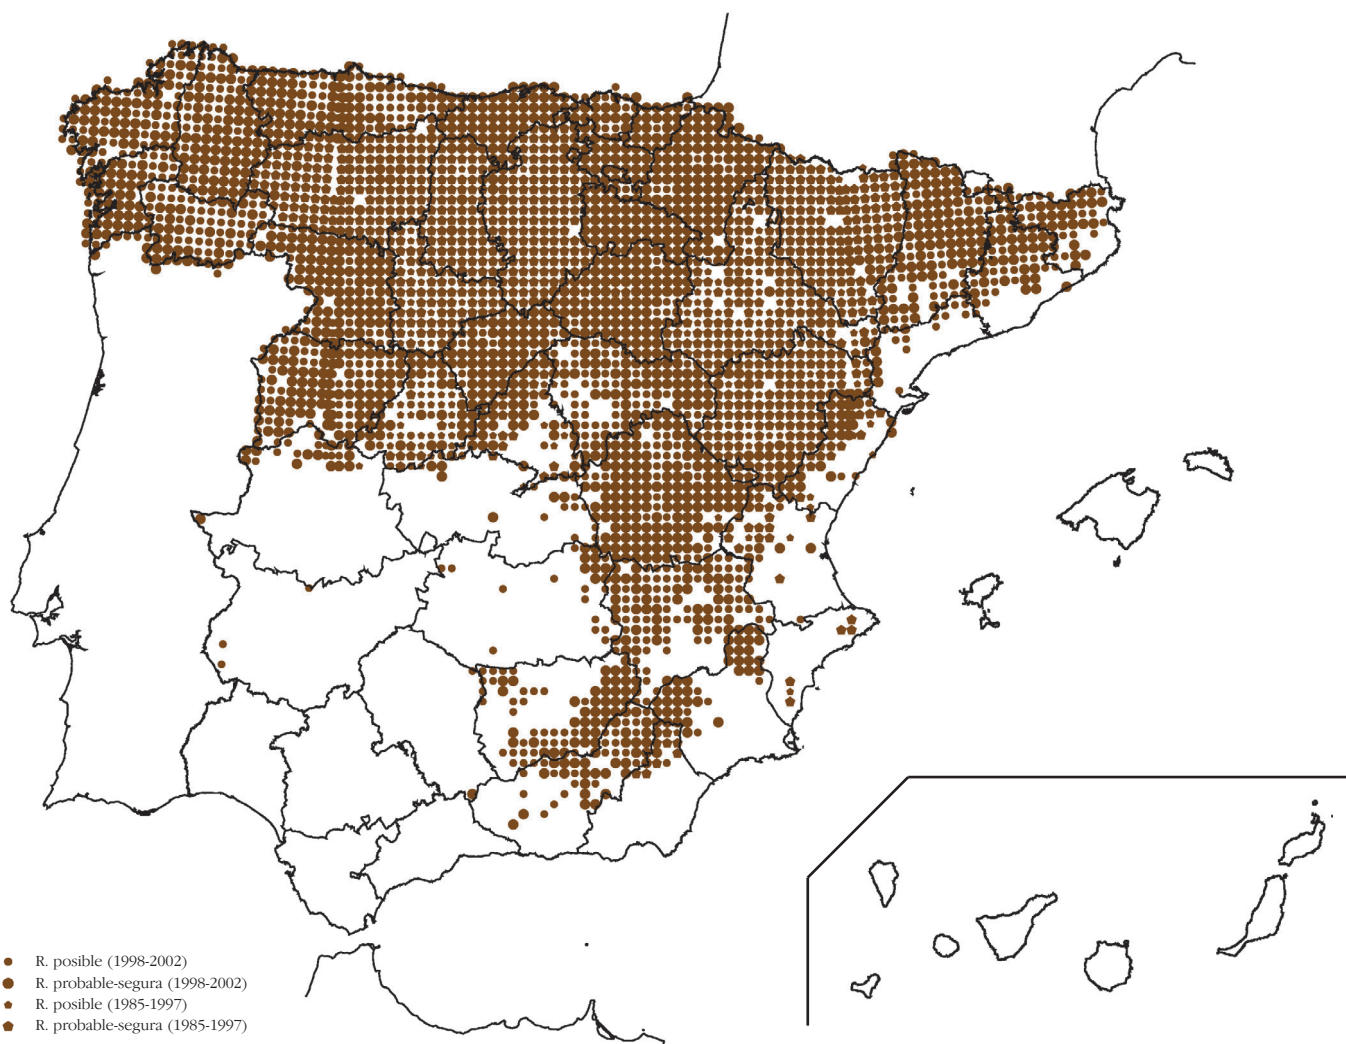 R. posible (1998-2002)
R. probable-segura (1998-2002)
R. posible (1985-1997)
R. probable-segura (1985-1997)